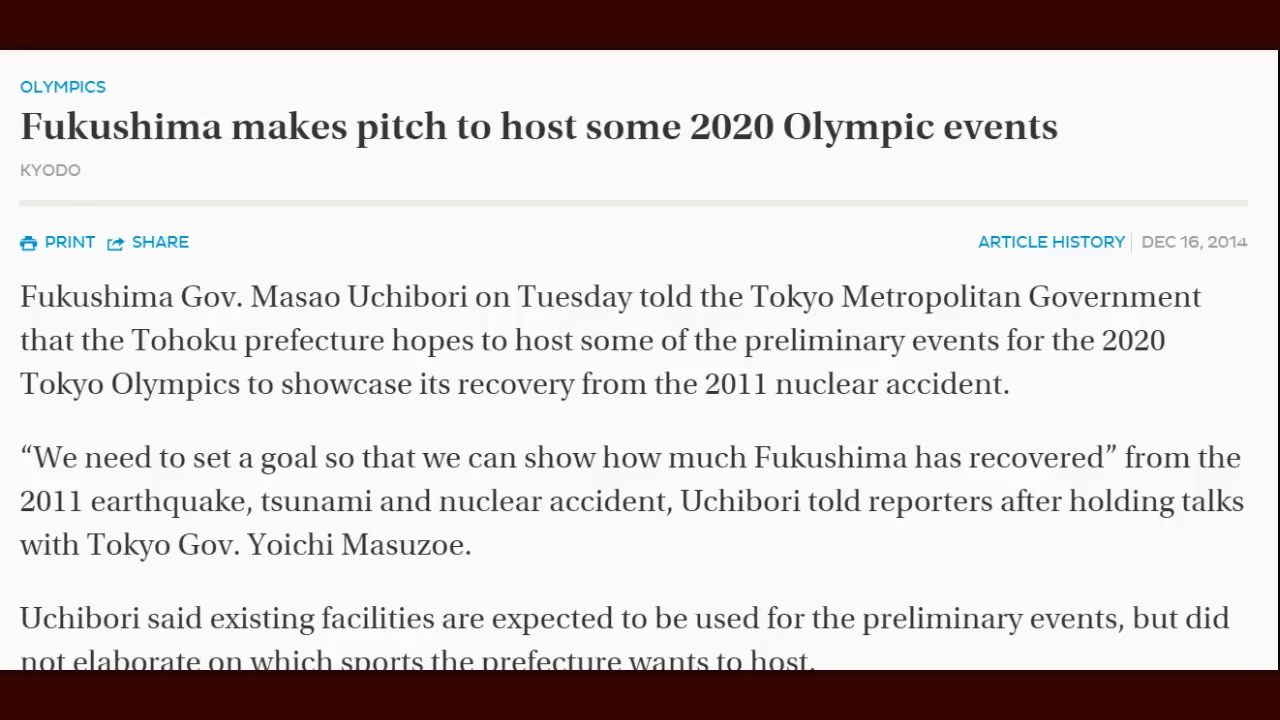 OLYMPICS
Fukushima makes pitch to host some 2020 Olympic events
KYODO
PRINT SHARE ARTICLE HISTORY DEC 16, 2014
Fukushima Gov. Masao Uchibori on Tuesday told the Tokyo Metropolitan Government
that the Tohoku prefecture hopes to host some of the preliminary events for the 2020
Tokyo Olympics to showcase its recovery from the 2011 nuclear accident.
“We need to set a goal so that we can show how much Fukushima has recovered” from the
2011 earthquake, tsunami and nuclear accident, Uchibori told reporters after holding talks
with Tokyo Gov. Yoichi Masuzoe.
Uchibori said existing facilities are expected to be used for the preliminary events, but did
not elaborate on which sports the prefecture wants to host.